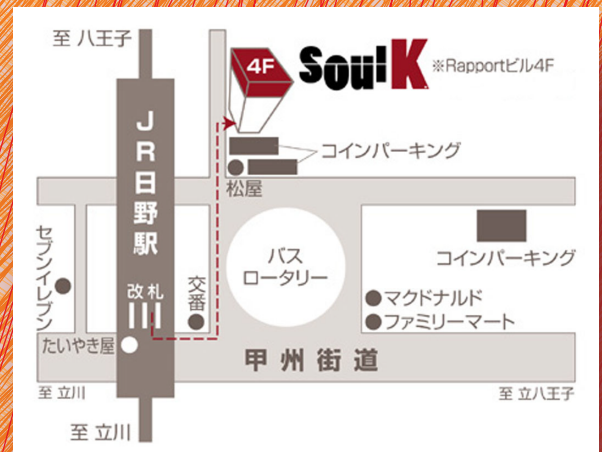 至 八王子
4F
SoulK
※Rapportビル4F
JR日野駅
コインパーキング
松屋
セブンイレブン
バス
ロータリー
コインパーキング
改札
交番
マクドナルド
ファミリーマート
たいやき屋
甲州街道
至 立川
至 立八王子
至 立川